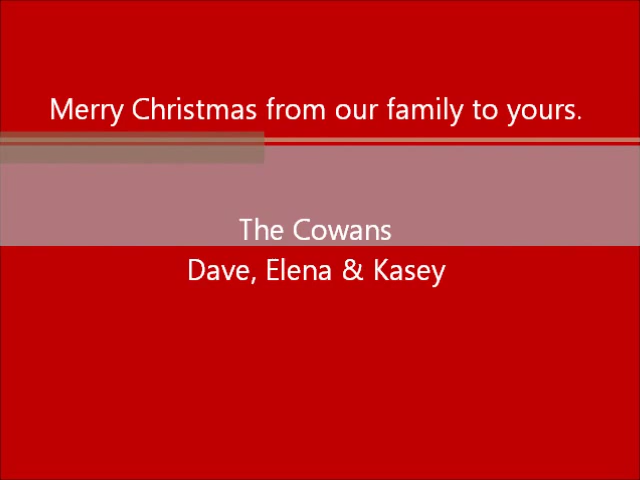 Merry Christmas from our family to yours.
The Cowans
Dave, Elena & Kasey